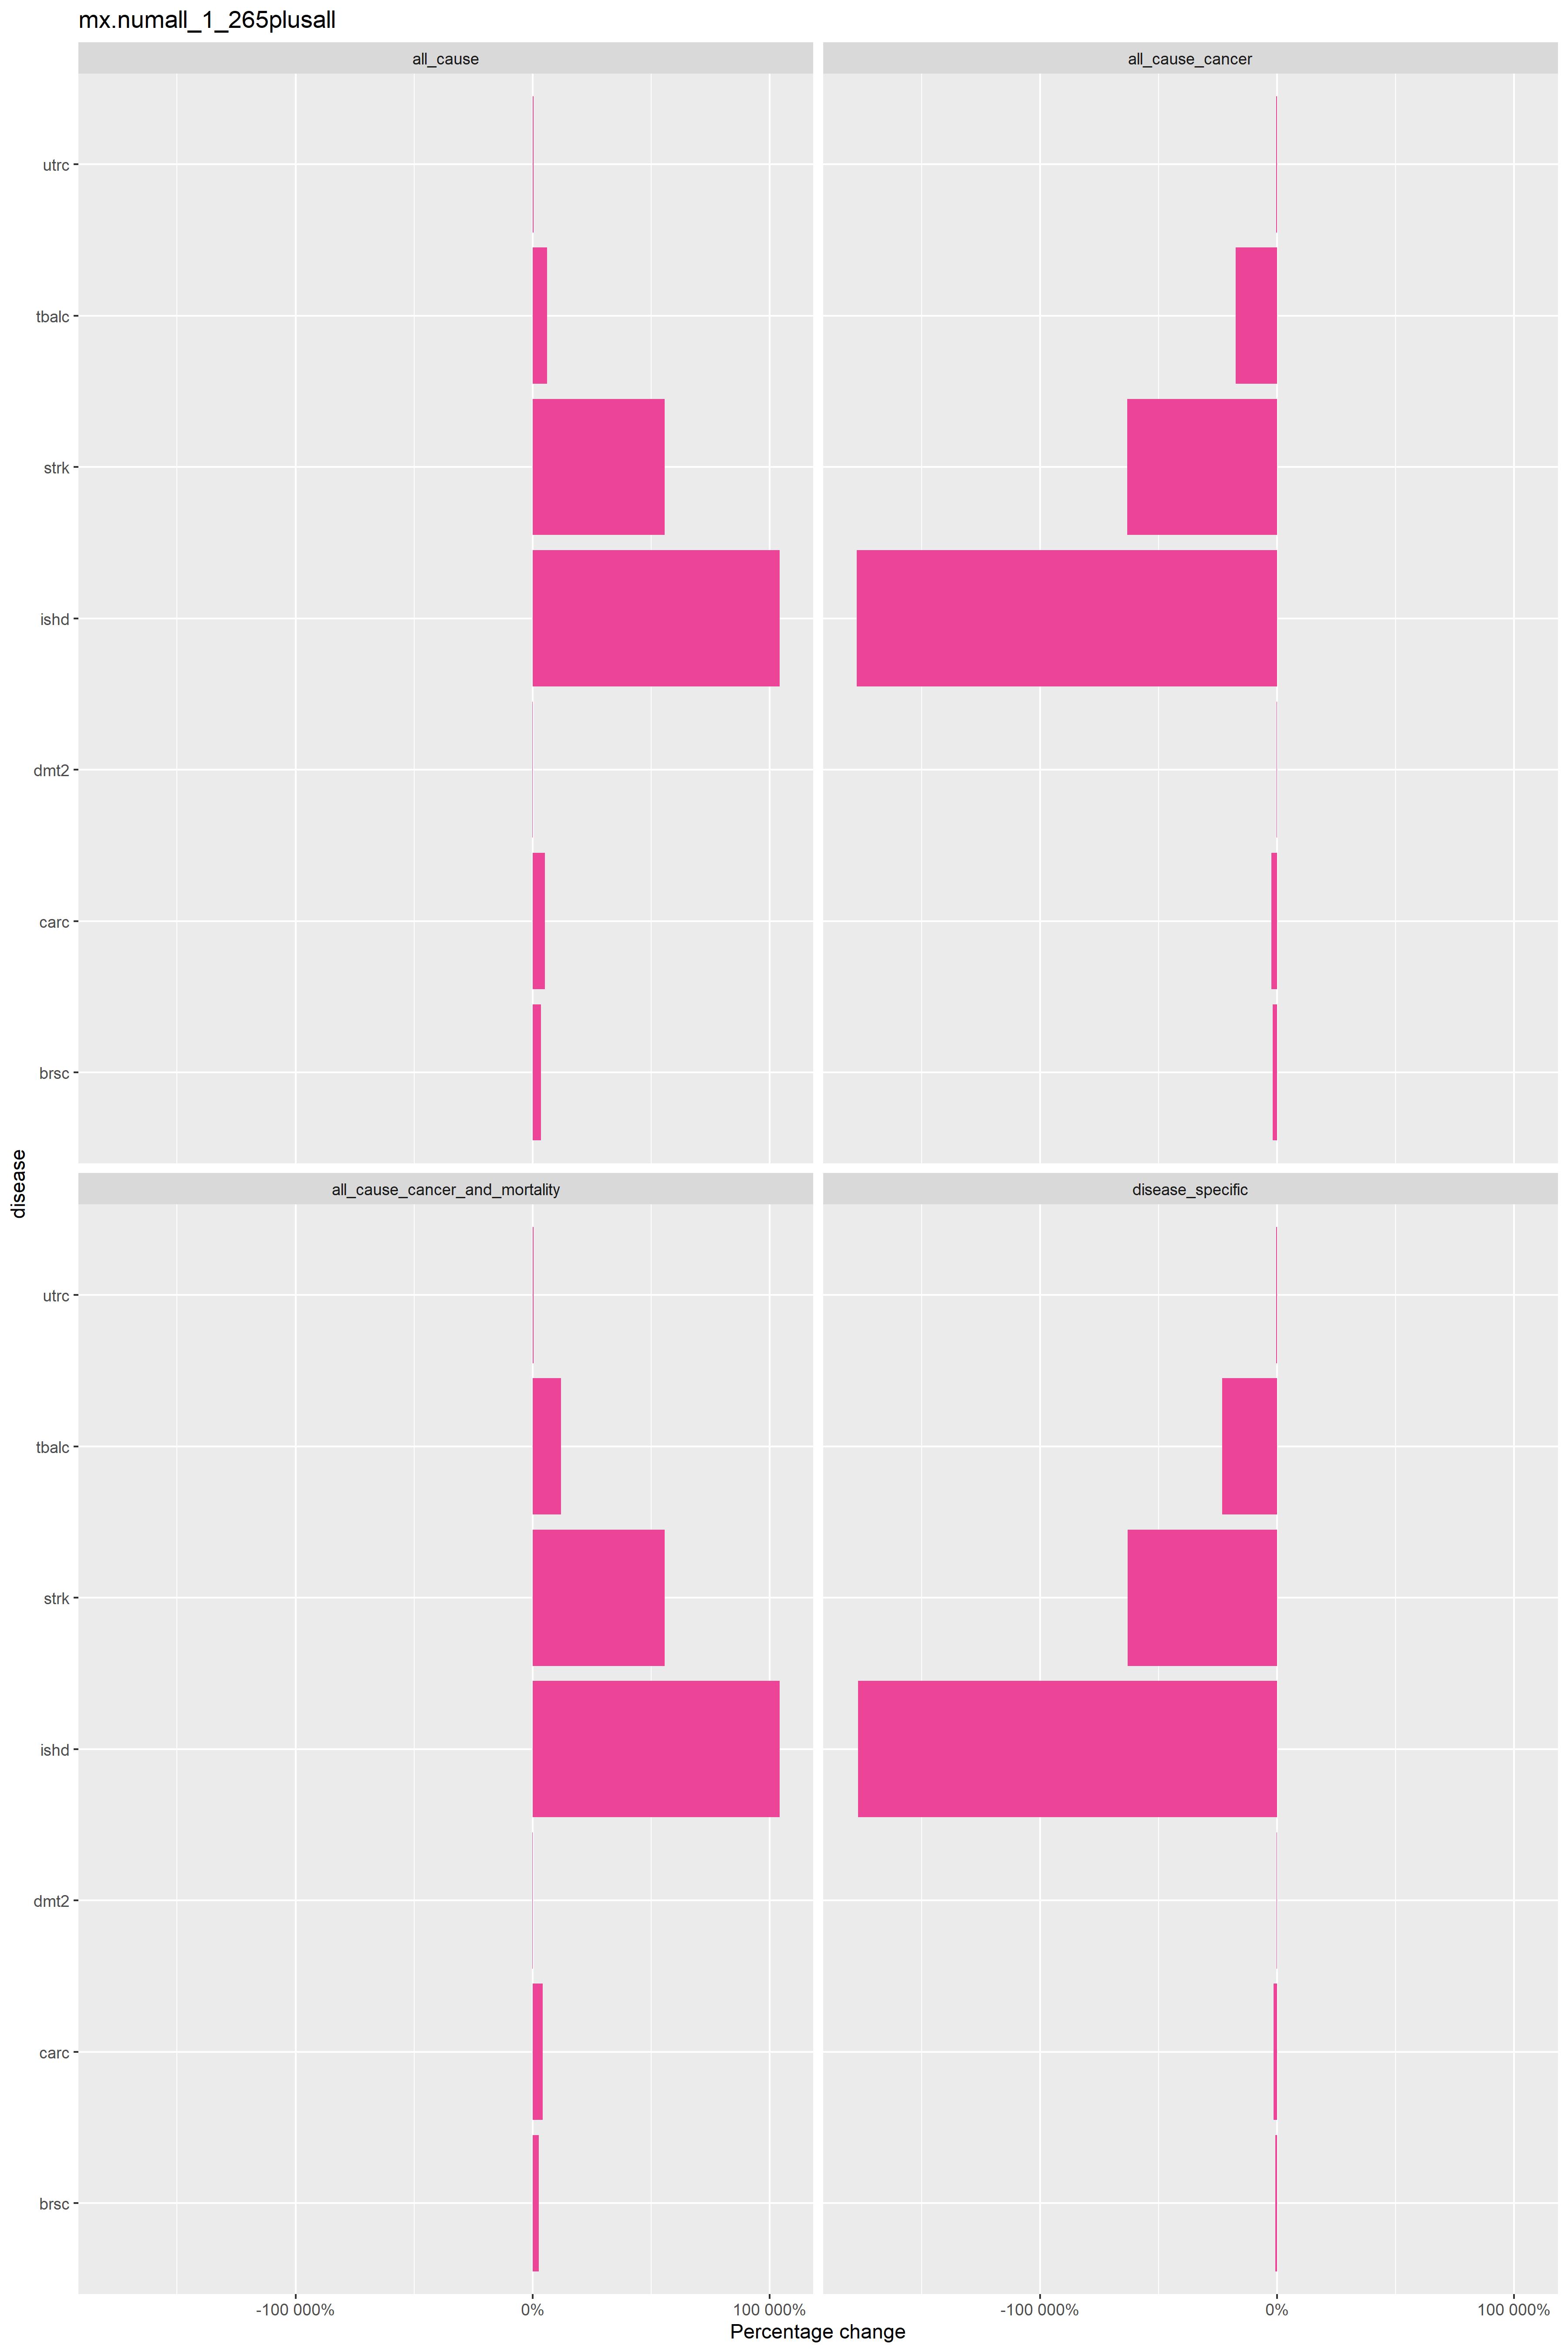 mx.numall_1_265plusall
all_cause
all_cause_cancer
utrc
tbalc
strk
ishd
dmt2
carc
brsc
disease
all_cause_cancer_and_mortality
disease_specific
utrc
tbalc
strk
ishd
dmt2
carc
brsc
-100 000%
0%
100 000%
-100 000%
0%
100 000%
Percentage change